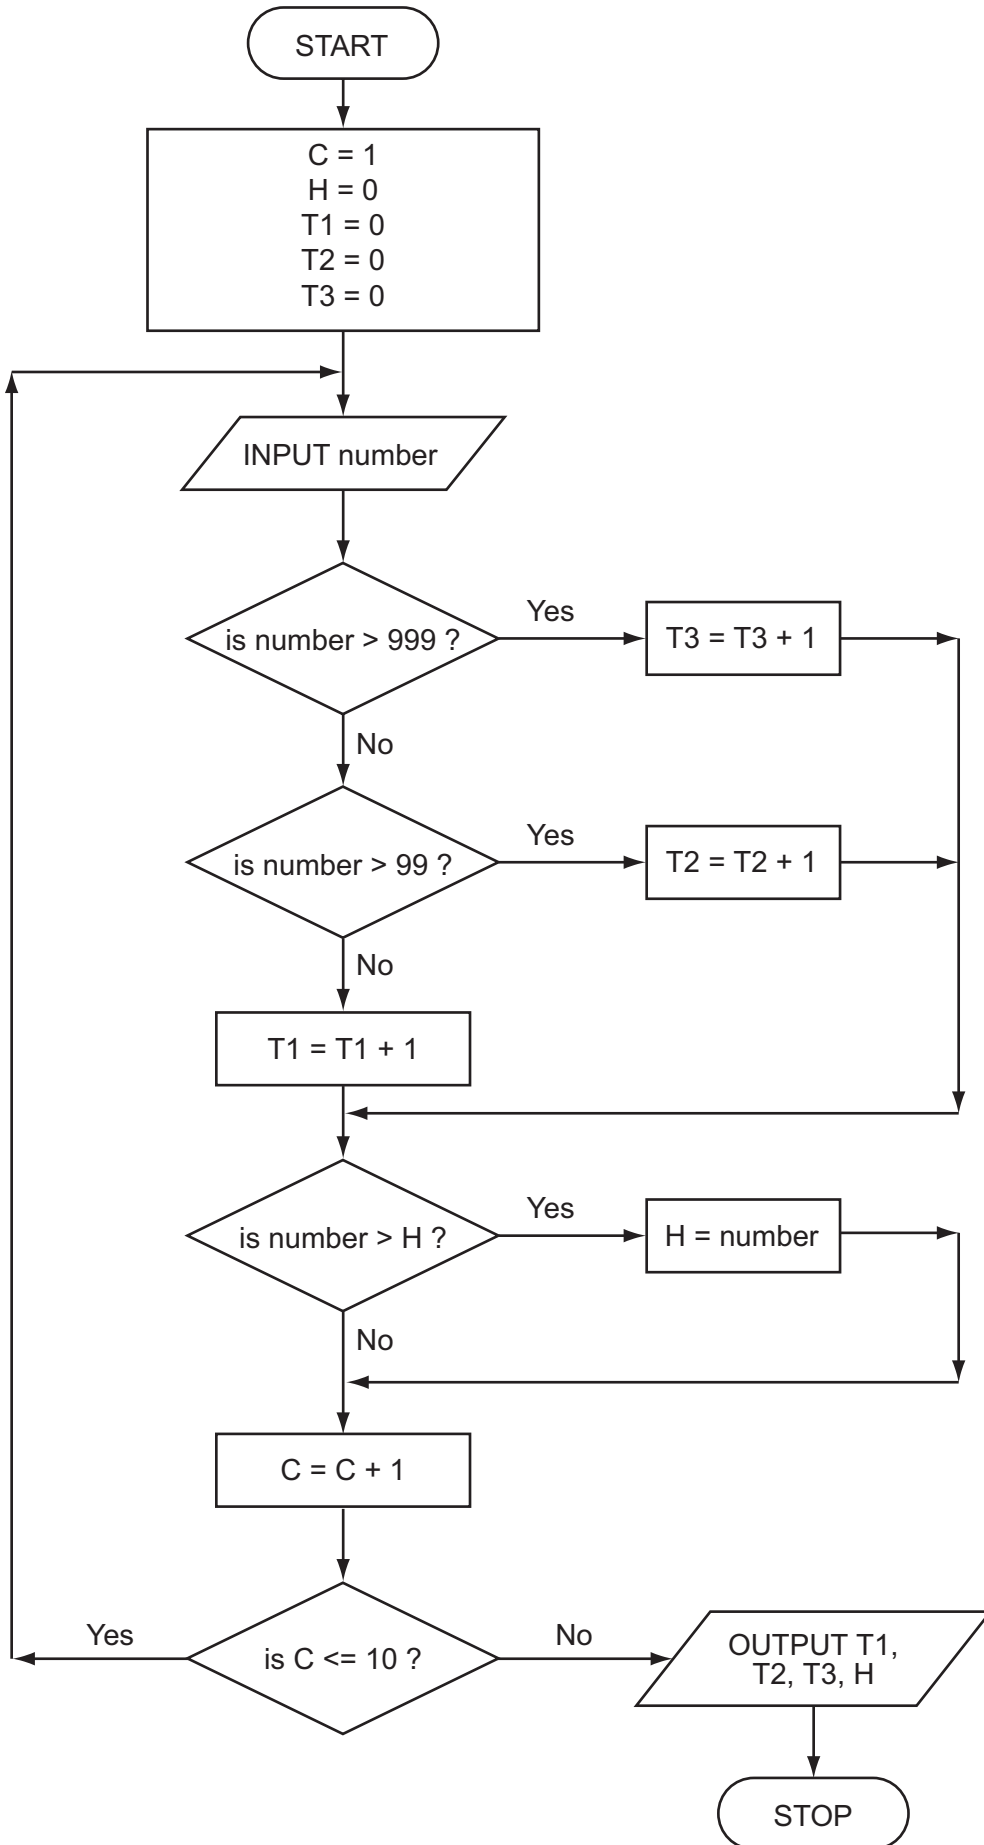 START
C = 1
H = 0
T1 = 0
T2 = 0
T3 = 0
INPUT number
is number > 999 ?
Yes
T3 = T3 + 1
No
is number > 99 ?
Yes
T2 = T2 + 1
No
T1 = T1 + 1
is number > H ?
Yes
H = number
No
C = C + 1
is C <= 10 ?
Yes
No
OUTPUT T1,
T2, T3, H
STOP